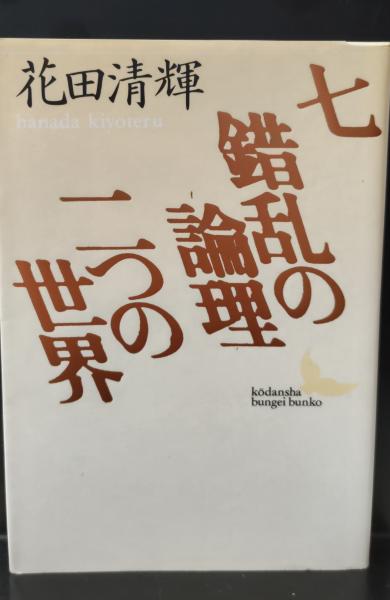 花田清輝
hanada kiyoteru
七
錯乱の
論理
二つの
世界
kōdansha
bungei bunko